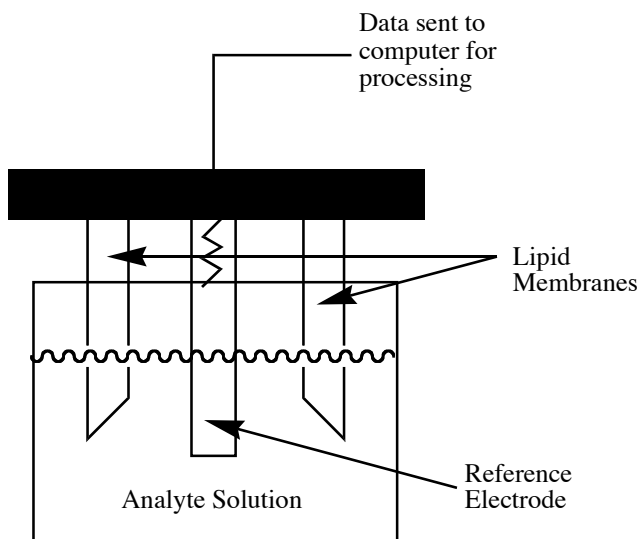 Data sent to
computer for
processing
Lipid
Membranes
Reference
Electrode
Analyte Solution